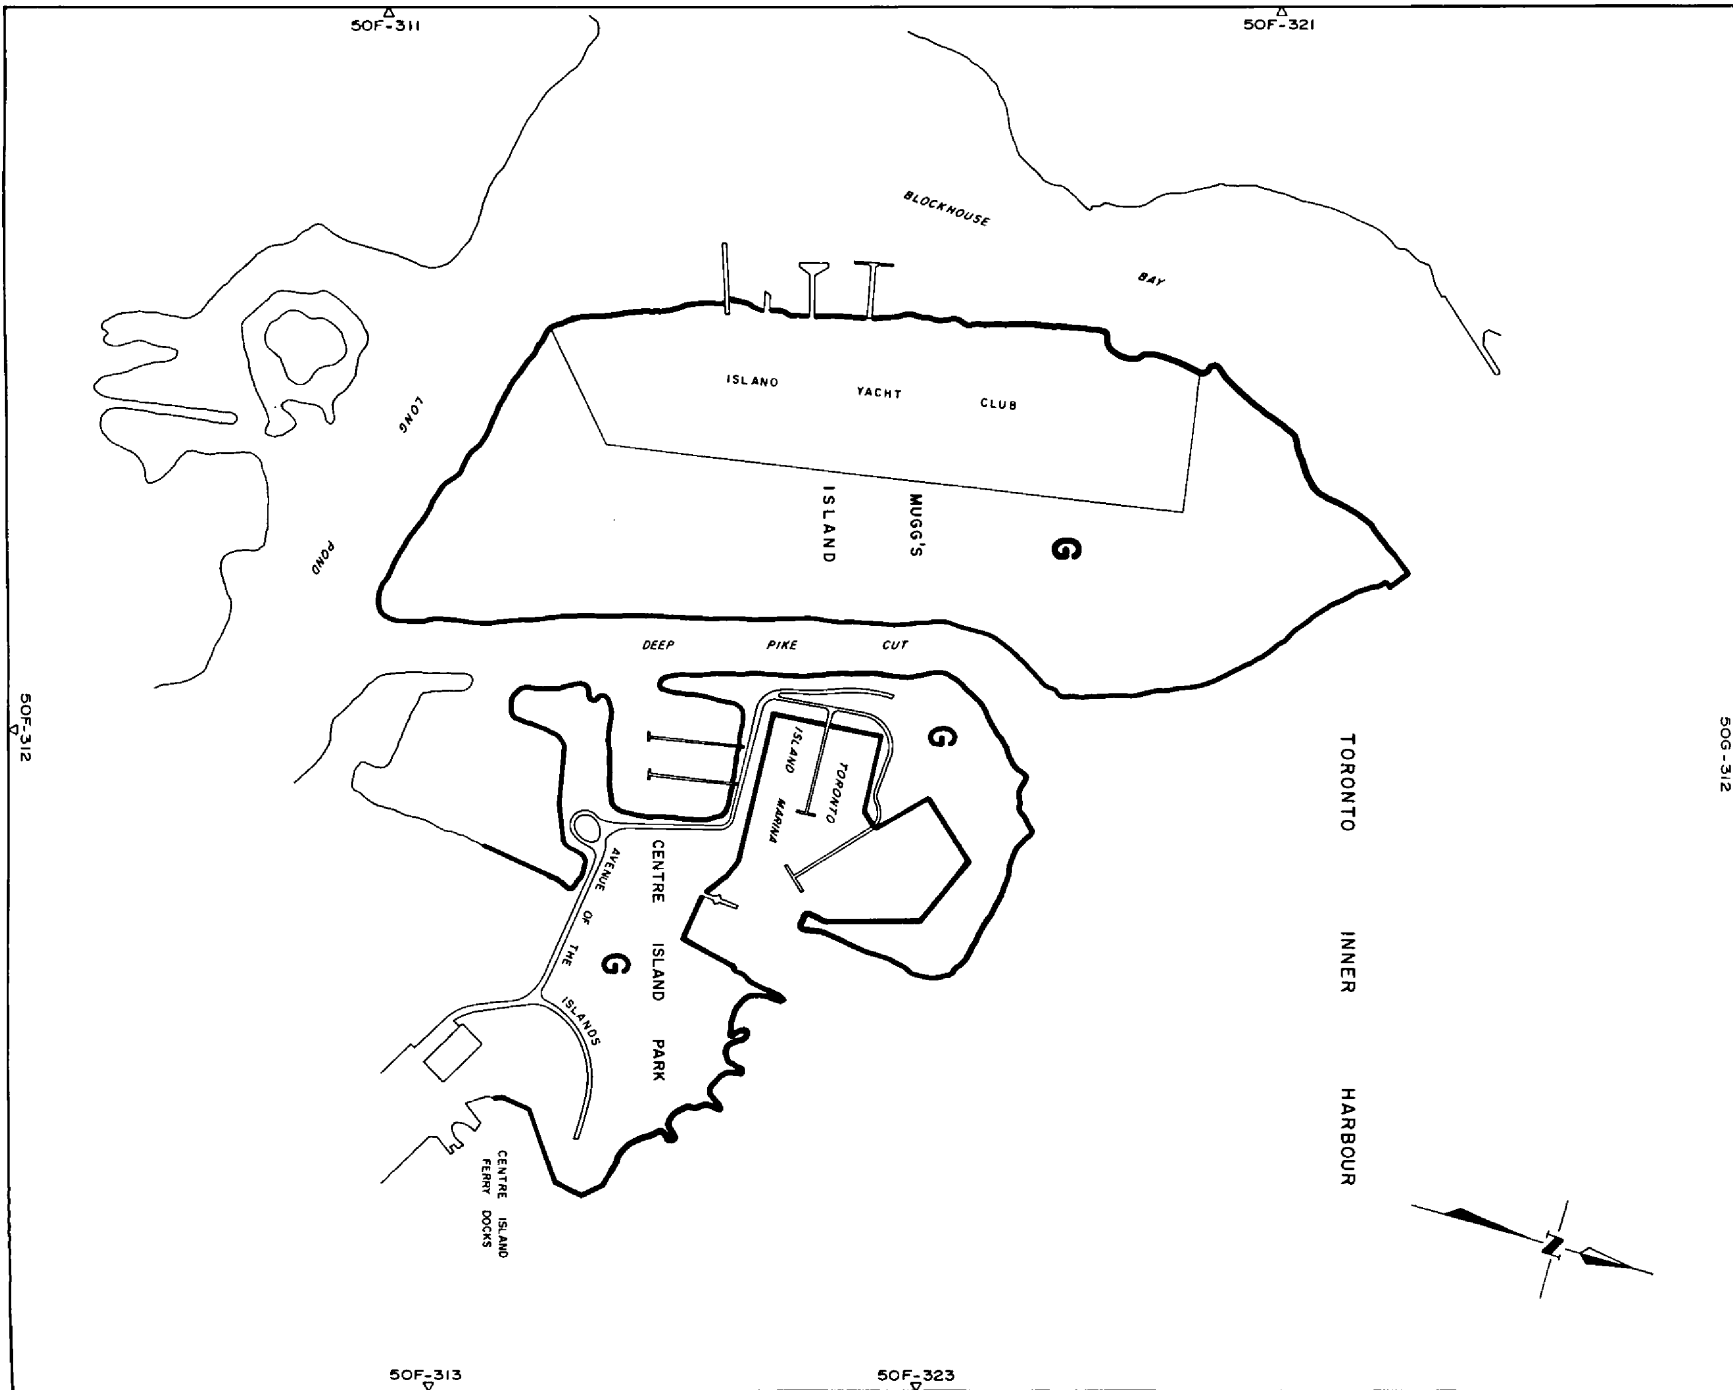 50F-311
50F-321
BLOCKHOUSE
BAY
ISLAND YACHT CLUB
LONG
POND
MUGG'S
ISLAND
G
DEEP PIKE CUT
50F-312
50G-312
G
TORONTO
ISLAND MARINA
TORONTO INNER HARBOUR
CENTRE ISLAND PARK
AVENUE OF THE ISLANDS
G
CENTRE ISLAND
FERRY DOCKS
N
50F-313
50F-323